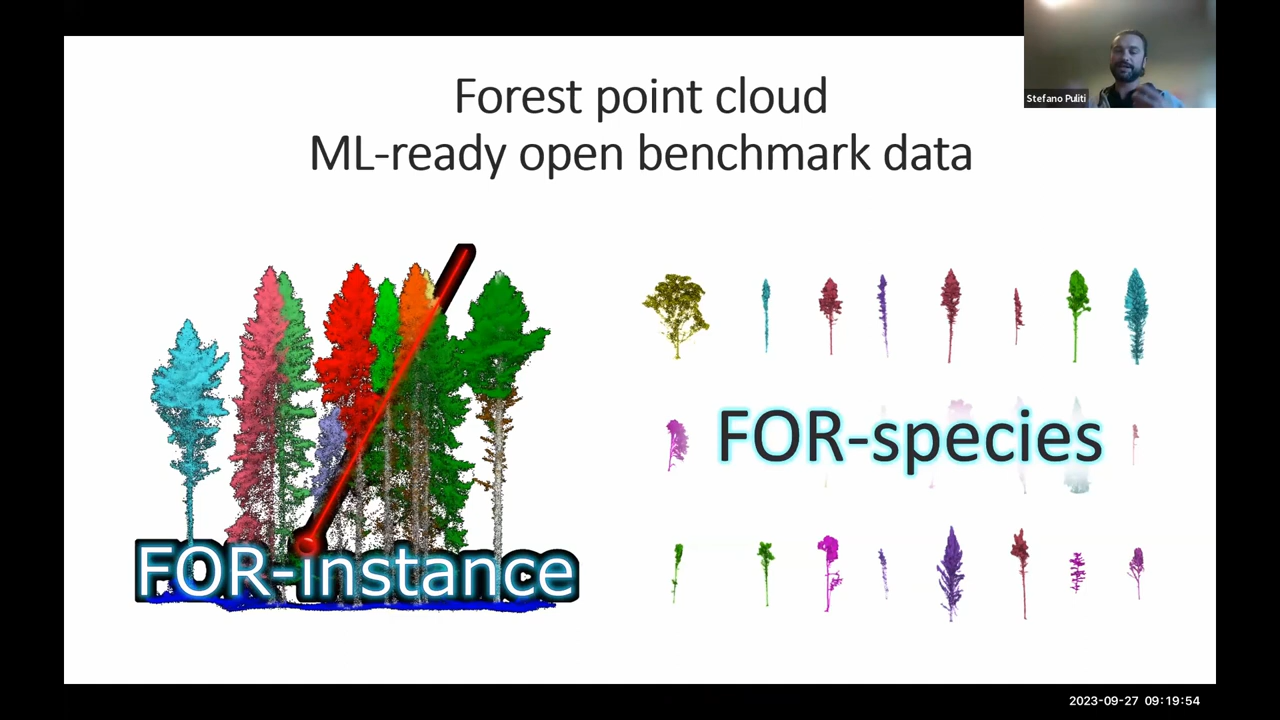 Forest point cloud
ML-ready open benchmark data
Stefano Puliti
FOR-species
FOR-instance
2023-09-27 09:19:54